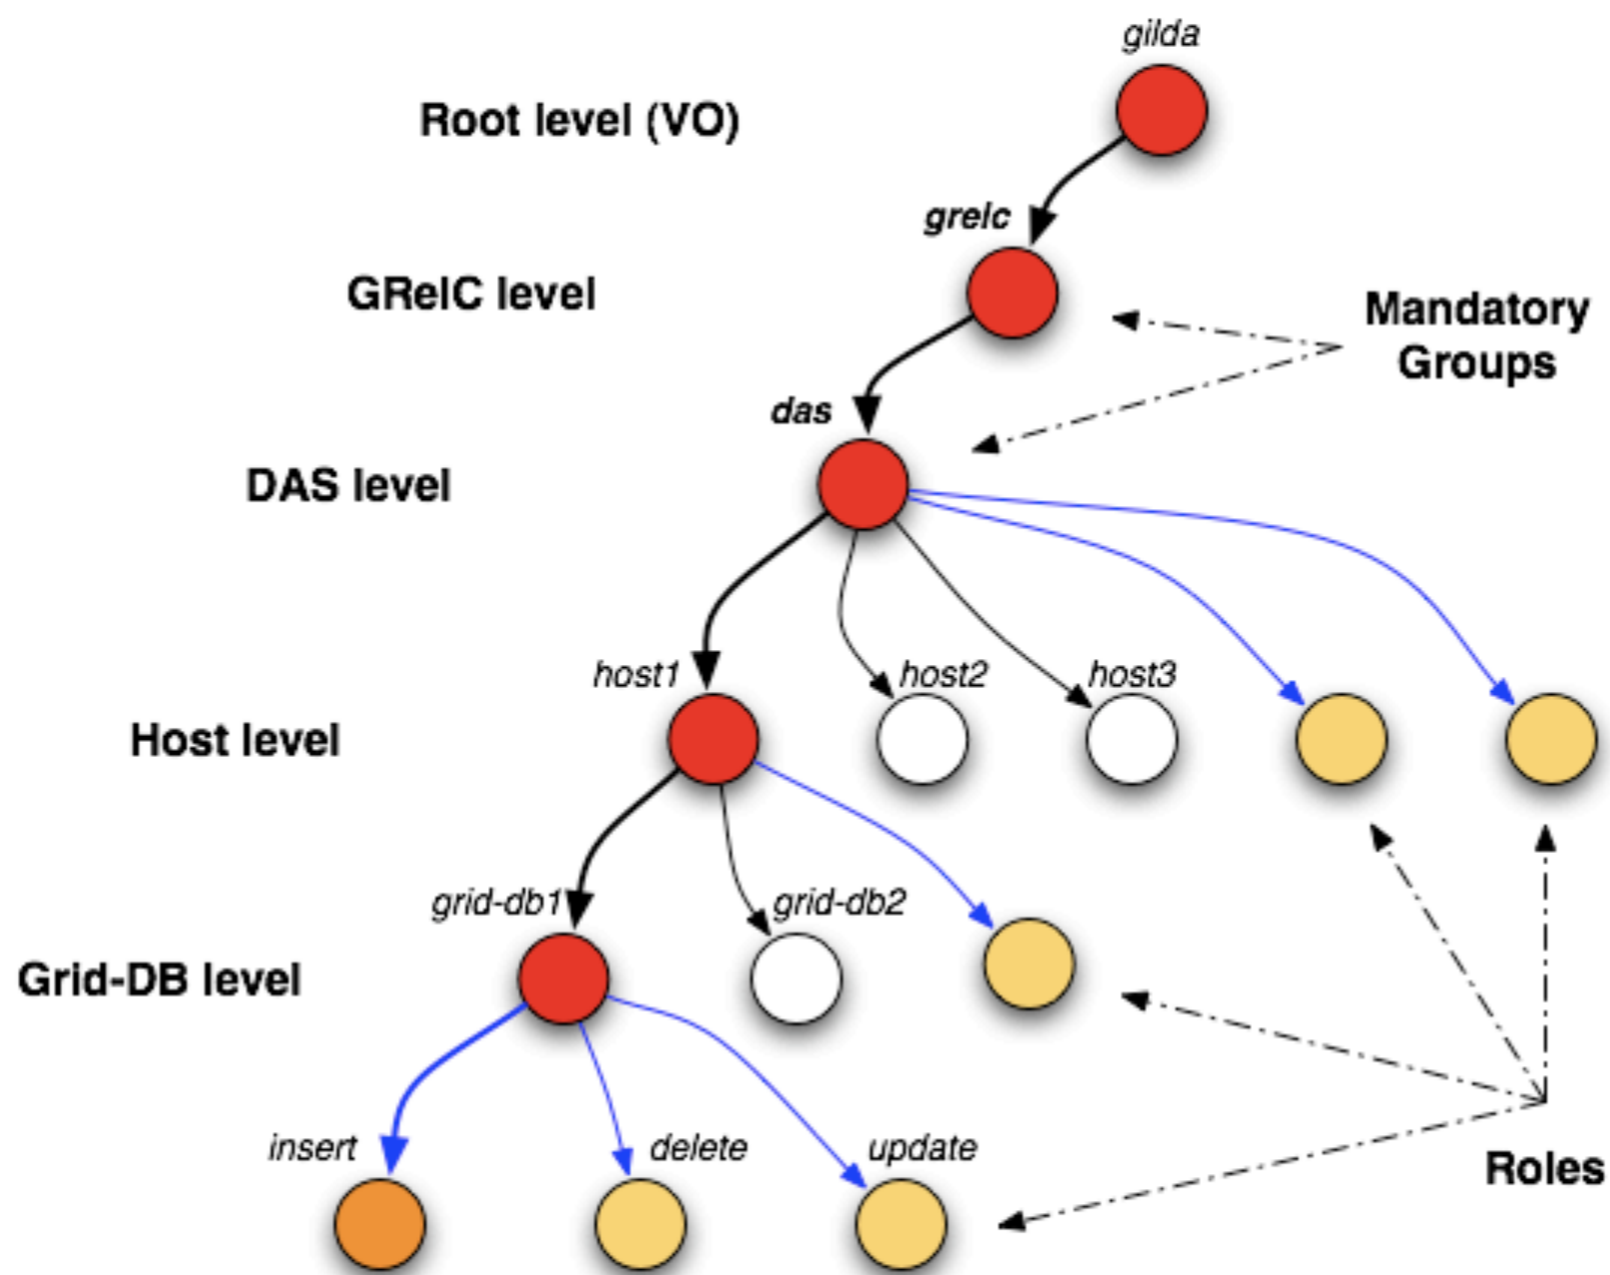 gilda
Root level (VO)
grelc
GRelC level
Mandatory
Groups
das
DAS level
host1
host2
host3
Host level
grid-db1
grid-db2
Grid-DB level
insert
delete
update
Roles